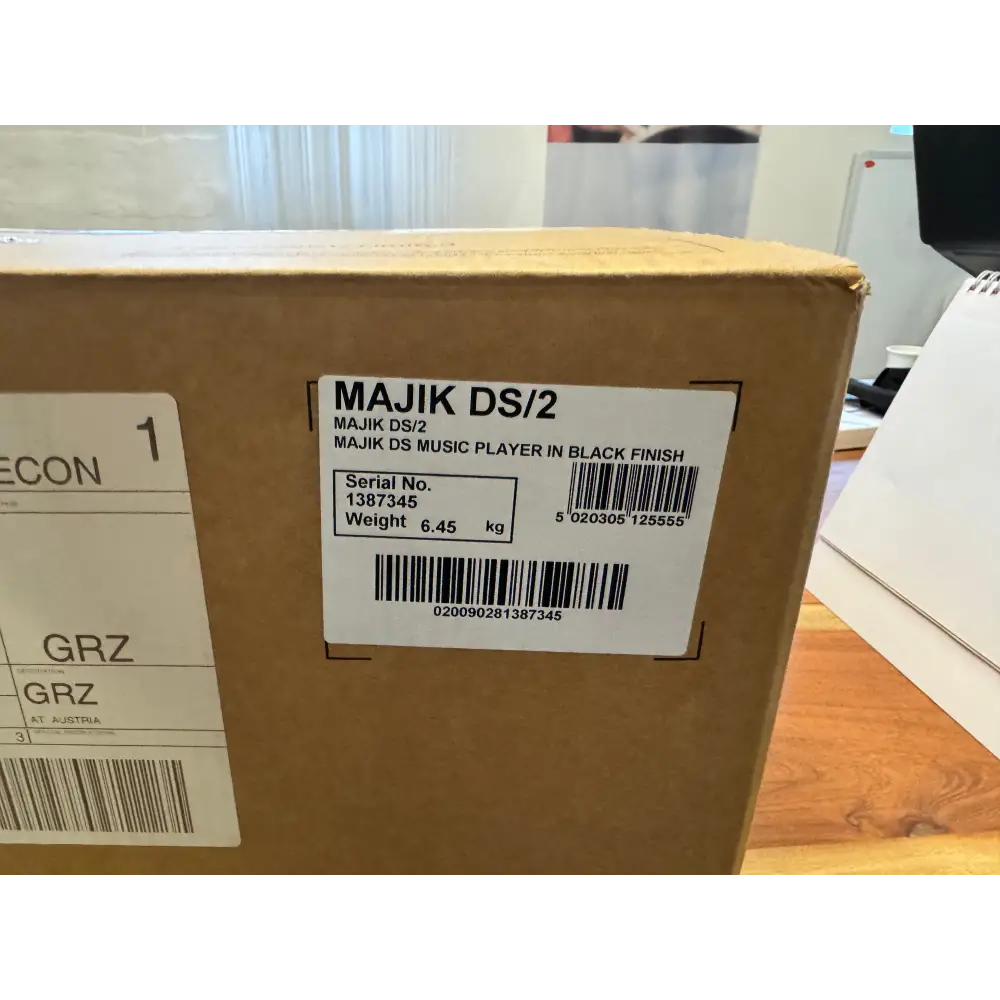 1
ECON
GRZ
GRZ
AT AUSTRIA
3
MAJIK DS/2
MAJIK DS/2
MAJIK DS MUSIC PLAYER IN BLACK FINISH
Serial No.
1387345
Weight 6.45 kg
5 020305 125555
020090281387345